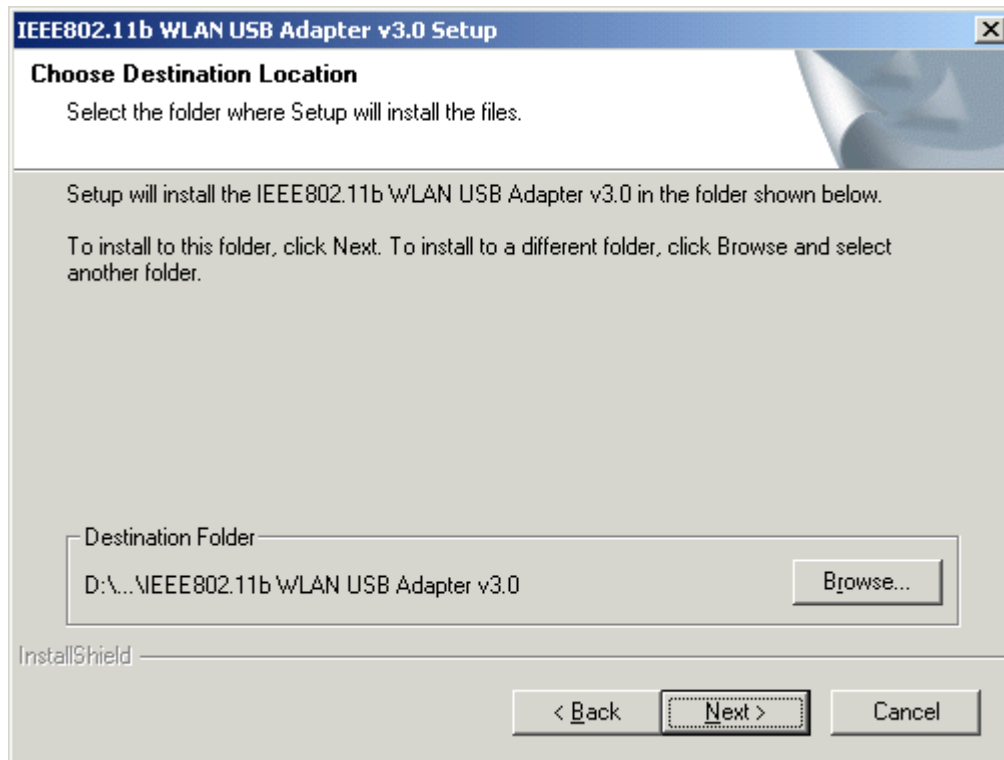 IEEE802.11b WLAN USB Adapter v3.0 Setup
Choose Destination Location
Select the folder where Setup will install the files.
Setup will install the IEEE802.11b WLAN USB Adapter v3.0 in the folder shown below.
To install to this folder, click Next. To install to a different folder, click Browse and select
another folder.
Destination Folder
D:\...\IEEE802.11b WLAN USB Adapter v3.0
Browse...
InstallShield
< Back
Next >
Cancel